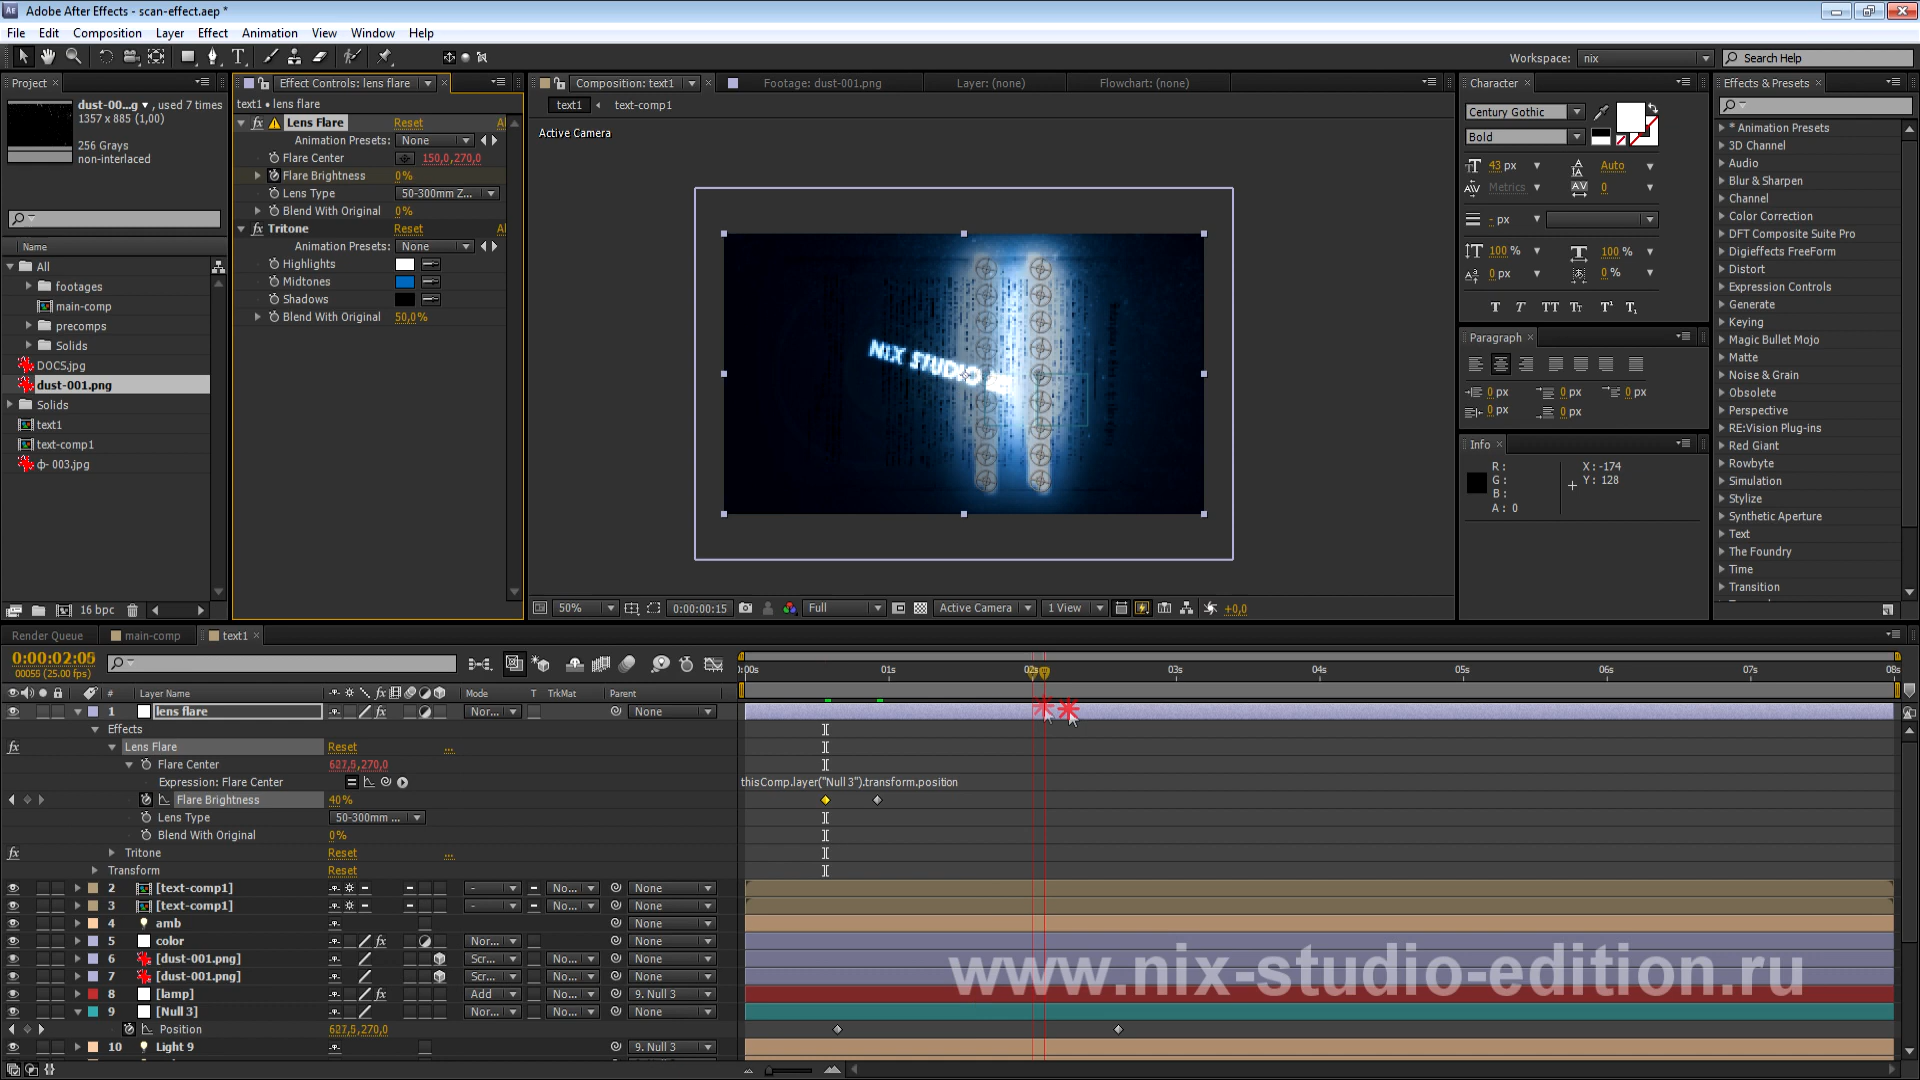 Adobe After Effects - scan-effect.aep *
File Edit Composition Layer Effect Animation View Window Help
Workspace: nix Search Help
Project Effect Controls: lens flare Composition: text1 Footage: dust-001.png Layer: (none) Flowchart: (none) Character Effects & Presets
dust-00...g , used 7 times
1357 x 885 (1,00)
256 Grays
non-interlaced
Name
All
footages
main-comp
precomps
Solids
DOCS.jpg
dust-001.png
Solids
text1
text-comp1
ф- 003.jpg
16 bpc
text1 • lens flare
Lens Flare Reset A
Animation Presets: None
Flare Center 150,0,270,0
Flare Brightness 0%
Lens Type 50-300mm Z...
Blend With Original 0%
Tritone Reset A
Animation Presets: None
Highlights
Midtones
Shadows
Blend With Original 50,0%
text1 text-comp1
Active Camera
NIX STUDIO
50% 0:00:00:15 Full Active Camera 1 View +0,0
Century Gothic
Bold
43 px Auto
Metrics 0
- px
100 % 100 %
0 px 0 %
T T TT Tr T¹ T₁
Paragraph
0 px 0 px 0 px
0 px 0 px
Info
R:
G:
B:
A: 0
X: -174
Y: 128
* Animation Presets
3D Channel
Audio
Blur & Sharpen
Channel
Color Correction
DFT Composite Suite Pro
Digieffects FreeForm
Distort
Expression Controls
Generate
Keying
Magic Bullet Mojo
Matte
Noise & Grain
Obsolete
Perspective
RE:Vision Plug-ins
Red Giant
Rowbyte
Simulation
Stylize
Synthetic Aperture
Text
The Foundry
Time
Transition
Render Queue main-comp text1
0:00:02:05
00055 (25.00 fps)
:00s 01s 02s 03s 04s 05s 06s 07s 08s
# Layer Name Mode T TrkMat Parent
1 lens flare Nor... None
Effects
Lens Flare Reset ...
Flare Center 627,5,270,0
Expression: Flare Center thisComp.layer("Null 3").transform.position
Flare Brightness 40%
Lens Type 50-300mm ...
Blend With Original 0%
Tritone Reset ...
Transform Reset
2 [text-comp1] - No... None
3 [text-comp1] - No... None
4 amb None
5 color Nor... No... None
6 [dust-001.png] Scr... No... None
7 [dust-001.png] Scr... No... None
8 [lamp] Add No... 9. Null 3
9 [Null 3] Nor... No... None
Position 627,5,270,0
10 Light 9 9. Null 3
www.nix-studio-edition.ru